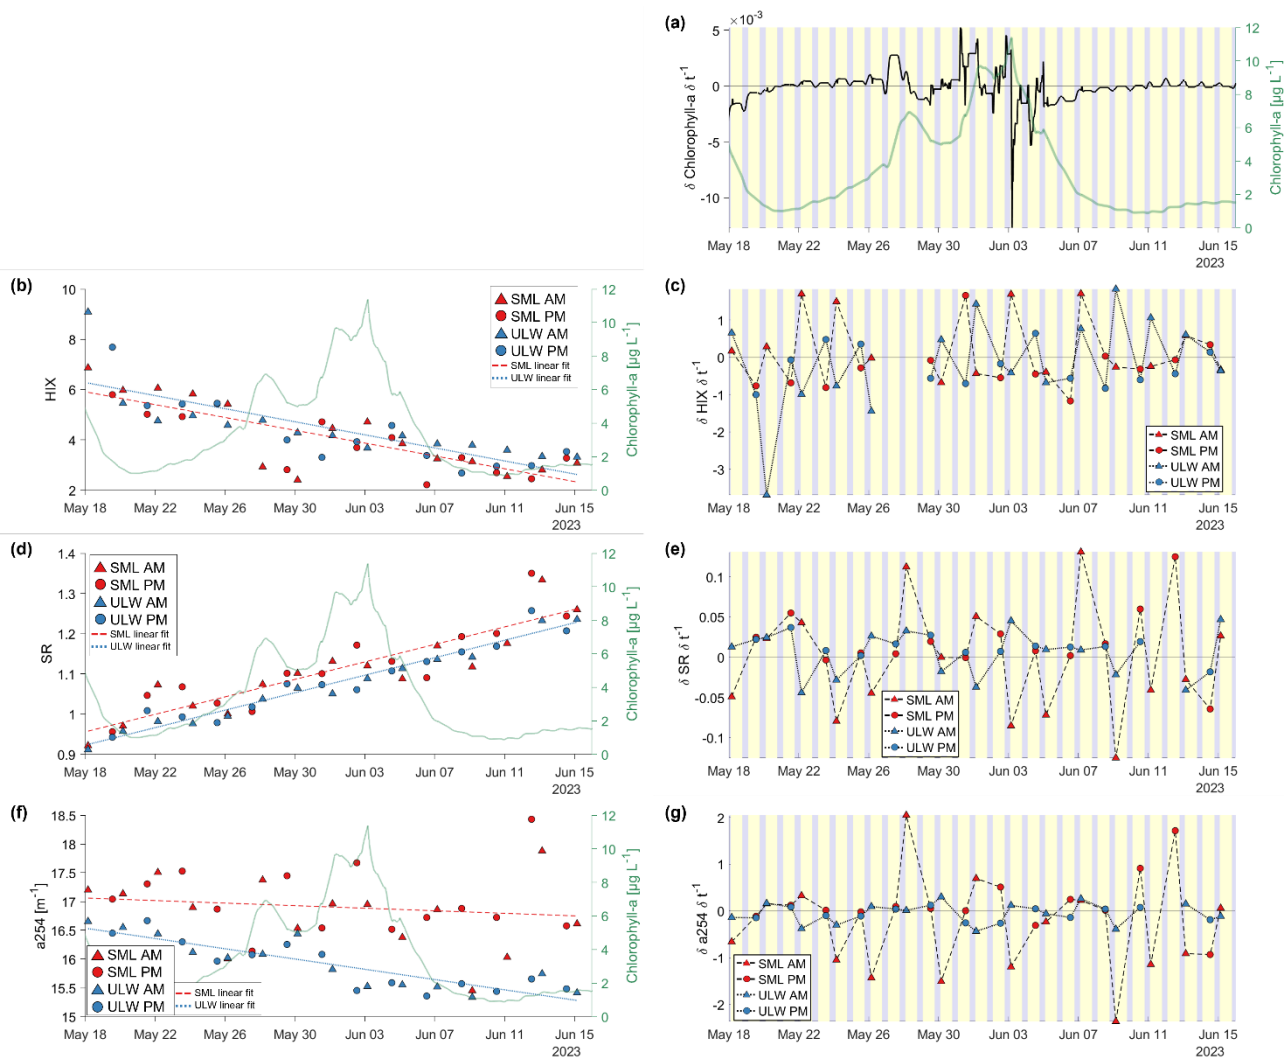 (a)
×10⁻³
5
0
-5
-10
δ Chlorophyll-a δ t⁻¹
12
10
8
6
4
2
0
Chlorophyll-a [µg L⁻¹]
May 18 May 22 May 26 May 30 Jun 03 Jun 07 Jun 11 Jun 15
2023
(b)
10
8
6
4
2
HIX
SML AM
SML PM
ULW AM
ULW PM
SML linear fit
ULW linear fit
12
10
8
6
4
2
0
Chlorophyll-a [µg L⁻¹]
May 18 May 22 May 26 May 30 Jun 03 Jun 07 Jun 11 Jun 15
2023
(c)
1
0
-1
-2
-3
δ HIX δ t⁻¹
SML AM
SML PM
ULW AM
ULW PM
May 18 May 22 May 26 May 30 Jun 03 Jun 07 Jun 11 Jun 15
2023
(d)
1.4
1.3
1.2
1.1
1
0.9
SR
SML AM
SML PM
ULW AM
ULW PM
SML linear fit
ULW linear fit
12
10
8
6
4
2
0
Chlorophyll-a [µg L⁻¹]
May 18 May 22 May 26 May 30 Jun 03 Jun 07 Jun 11 Jun 15
2023
(e)
0.1
0.05
0
-0.05
-0.1
δ SR δ t⁻¹
SML AM
SML PM
ULW AM
ULW PM
May 18 May 22 May 26 May 30 Jun 03 Jun 07 Jun 11 Jun 15
2023
(f)
18.5
18
17.5
17
16.5
16
15.5
15
a254 [m⁻¹]
SML AM
SML PM
ULW AM
ULW PM
SML linear fit
ULW linear fit
12
10
8
6
4
2
0
Chlorophyll-a [µg L⁻¹]
May 18 May 22 May 26 May 30 Jun 03 Jun 07 Jun 11 Jun 15
2023
(g)
2
1
0
-1
-2
δ a254 δ t⁻¹
SML AM
SML PM
ULW AM
ULW PM
May 18 May 22 May 26 May 30 Jun 03 Jun 07 Jun 11 Jun 15
2023